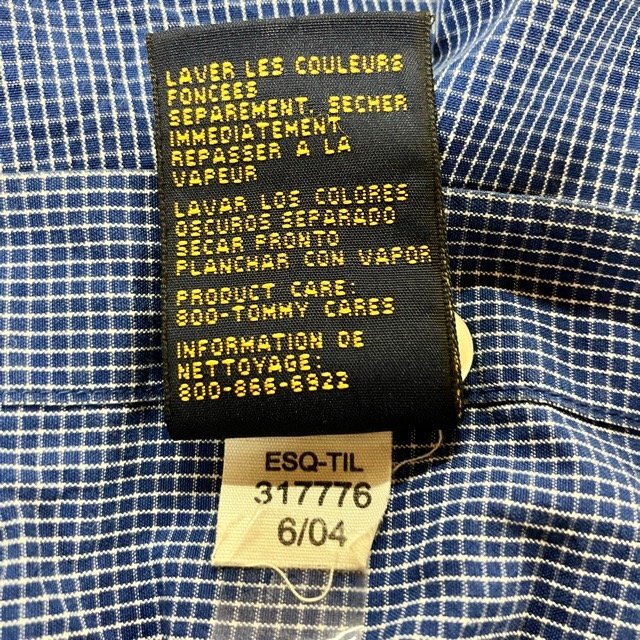 LAVER LES COULEURS
FONCEES
SEPAREMENT, SECHER
IMMEDIATEMENT
REPASSER A LA
VAPEUR
LAVAR LOS COLORES
OSCUROS SEPARADO
SECAR PRONTO
PLANCHAR CON VAPOR
PRODUCT CARE:
800-TOMMY CARES
INFORMATION DE
NETTOYAGE:
800-866-6922
ESQ-TIL
317776
6/04